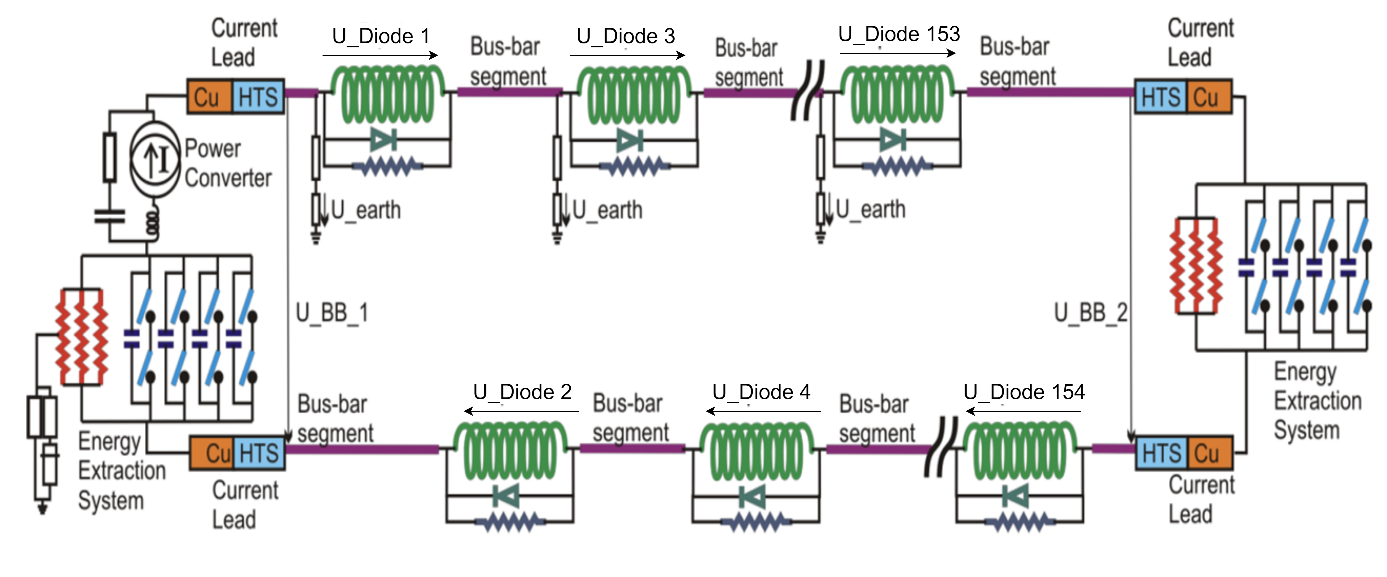 Current
Lead
U_Diode 1
Bus-bar
segment
U_Diode 3
Bus-bar
segment
U_Diode 153
Bus-bar
segment
Current
Lead
Cu
HTS
HTS
Cu
I
Power
Converter
U_earth
U_earth
U_earth
U_BB_1
U_BB_2
Bus-bar
segment
U_Diode 2
Bus-bar
segment
U_Diode 4
Bus-bar
segment
U_Diode 154
Energy
Extraction
System
Energy
Extraction
System
Cu
HTS
HTS
Cu
Current
Lead
Current
Lead